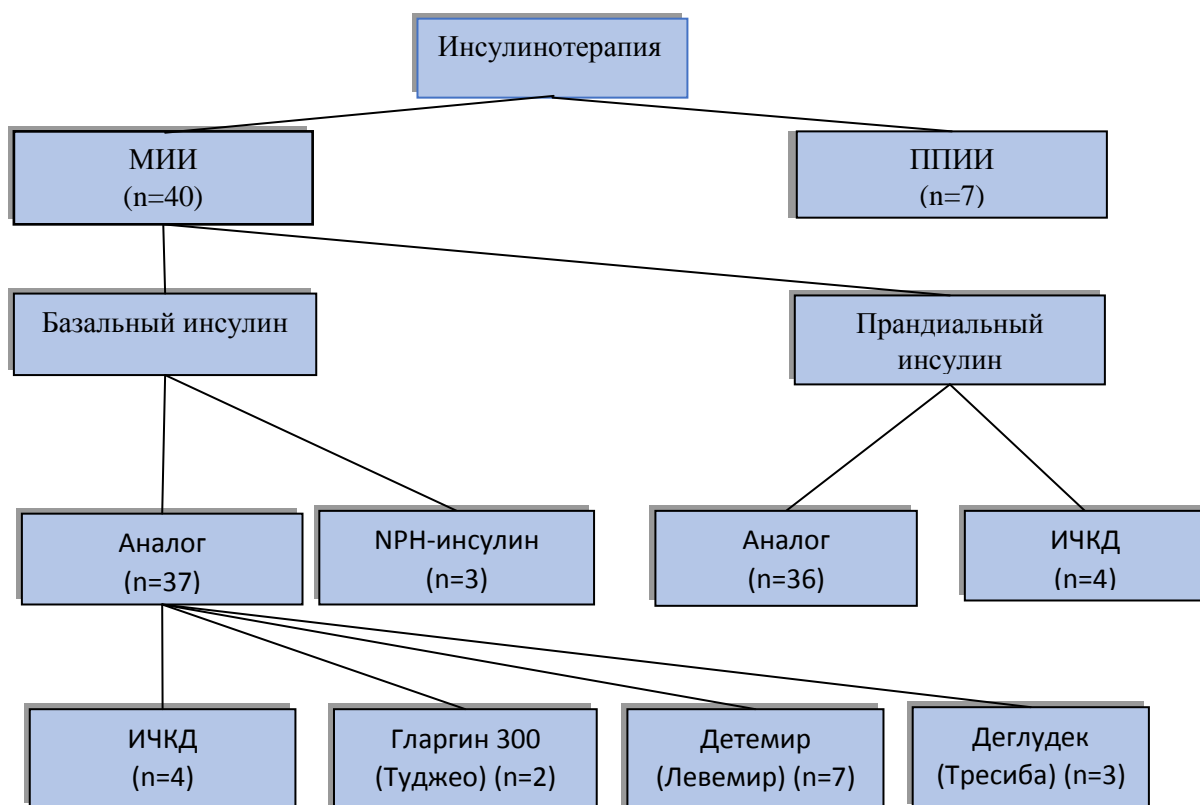 Инсулинотерапия
МИИ
(n=40)
ППИИ
(n=7)
Базальный инсулин
Прандиальный
инсулин
Аналог
(n=37)
NPH-инсулин
(n=3)
Аналог
(n=36)
ИЧКД
(n=4)
ИЧКД
(n=4)
Гларгин 300
(Туджео) (n=2)
Детемир
(Левемир) (n=7)
Деглудек
(Тресиба) (n=3)